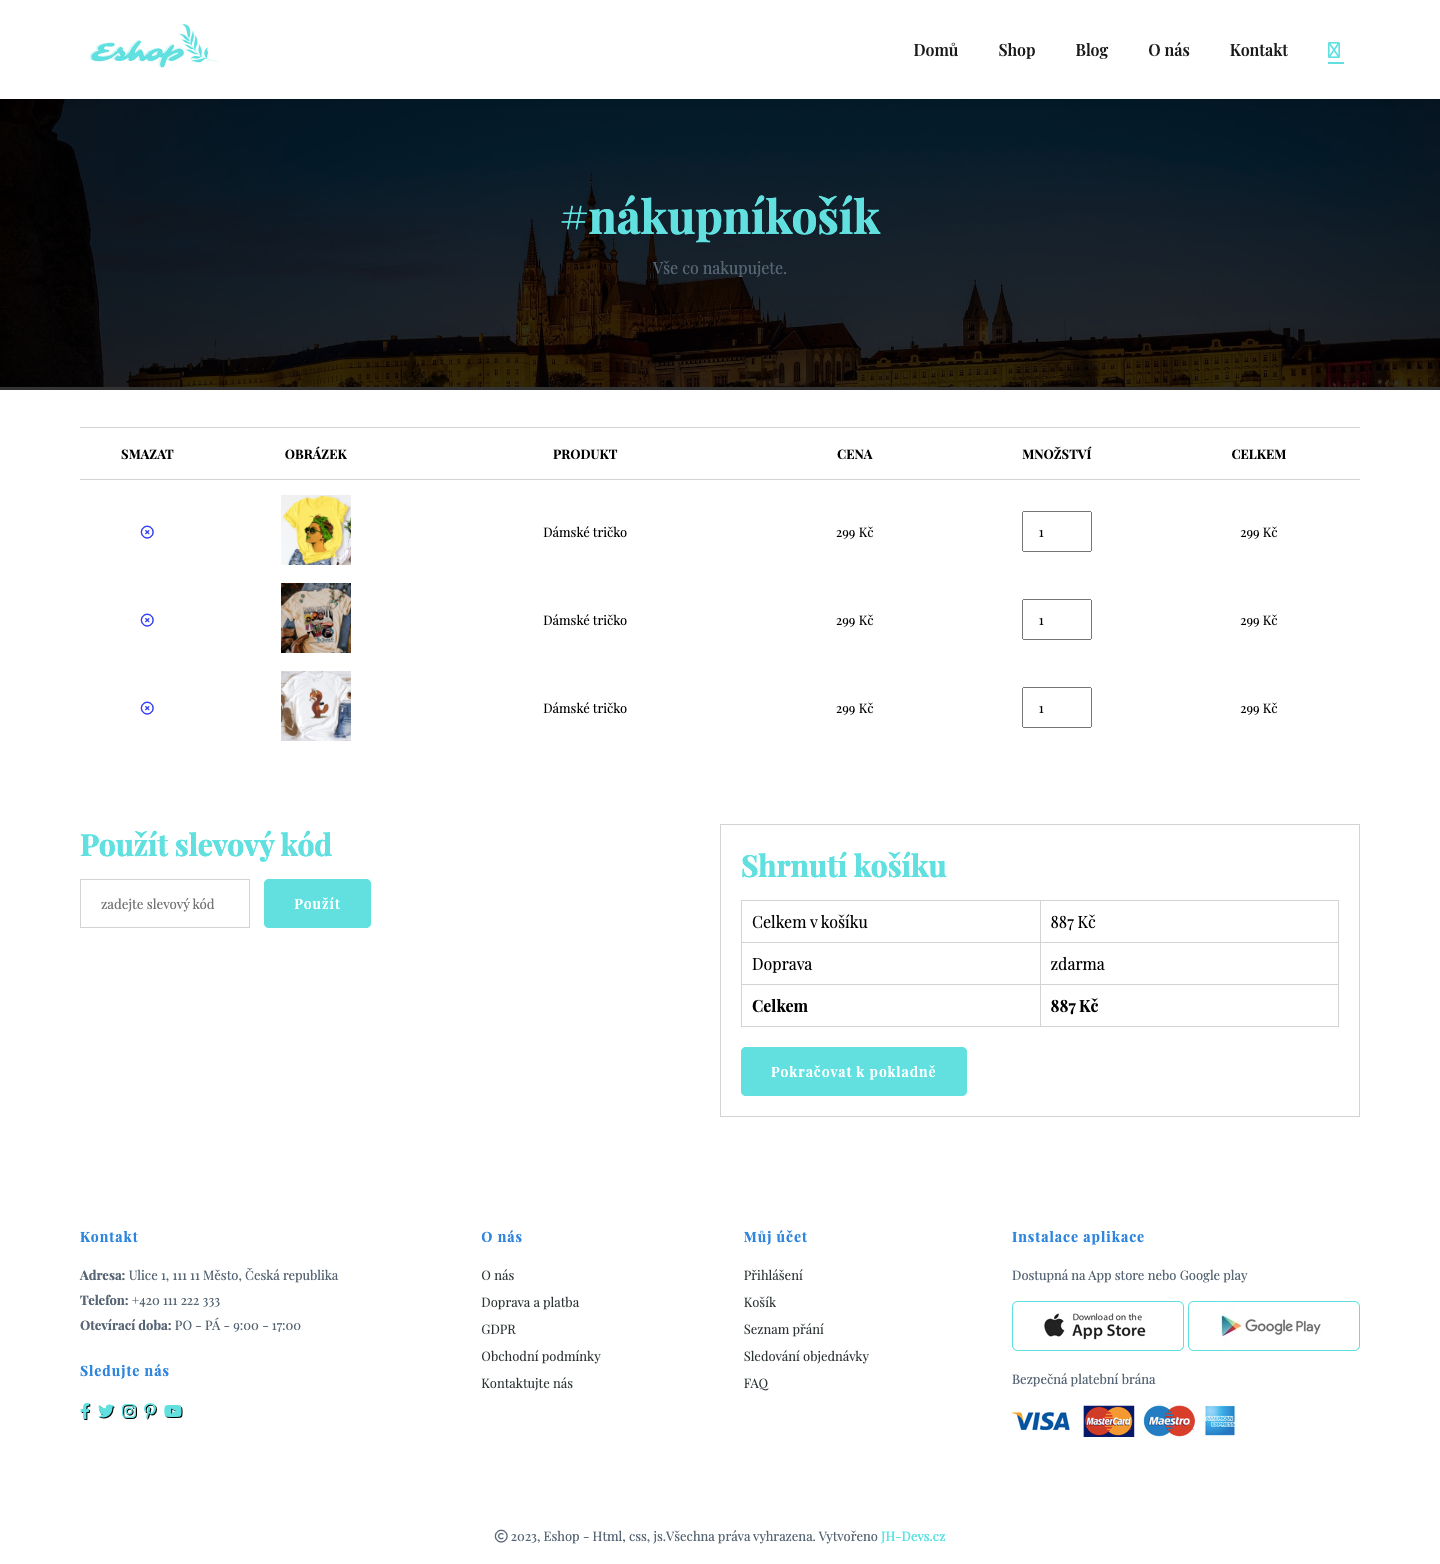 Eshop
Domů Shop Blog O nás Kontakt
#nákupníkošík
Vše co nakupujete.
SMAZAT OBRÁZEK PRODUKT CENA MNOŽSTVÍ CELKEM
Dámské tričko 299 Kč 1 299 Kč
Dámské tričko 299 Kč 1 299 Kč
Dámské tričko 299 Kč 1 299 Kč
Použít slevový kód
zadejte slevový kód Použít
Shrnutí košíku
Celkem v košíku 887 Kč
Doprava zdarma
Celkem 887 Kč
Pokračovat k pokladně
Kontakt
Adresa: Ulice 1, 111 11 Město, Česká republika
Telefon: +420 111 222 333
Otevírací doba: PO - PÁ - 9:00 - 17:00
Sledujte nás
O nás
O nás
Doprava a platba
GDPR
Obchodní podmínky
Kontaktujte nás
Můj účet
Přihlášení
Košík
Seznam přání
Sledování objednávky
FAQ
Instalace aplikace
Dostupná na App store nebo Google play
Download on the
App Store
Google Play
Bezpečná platební brána
VISA MasterCard Maestro AMERICAN EXPRESS
© 2023, Eshop - Html, css, js.Všechna práva vyhrazena. Vytvořeno JH-Devs.cz